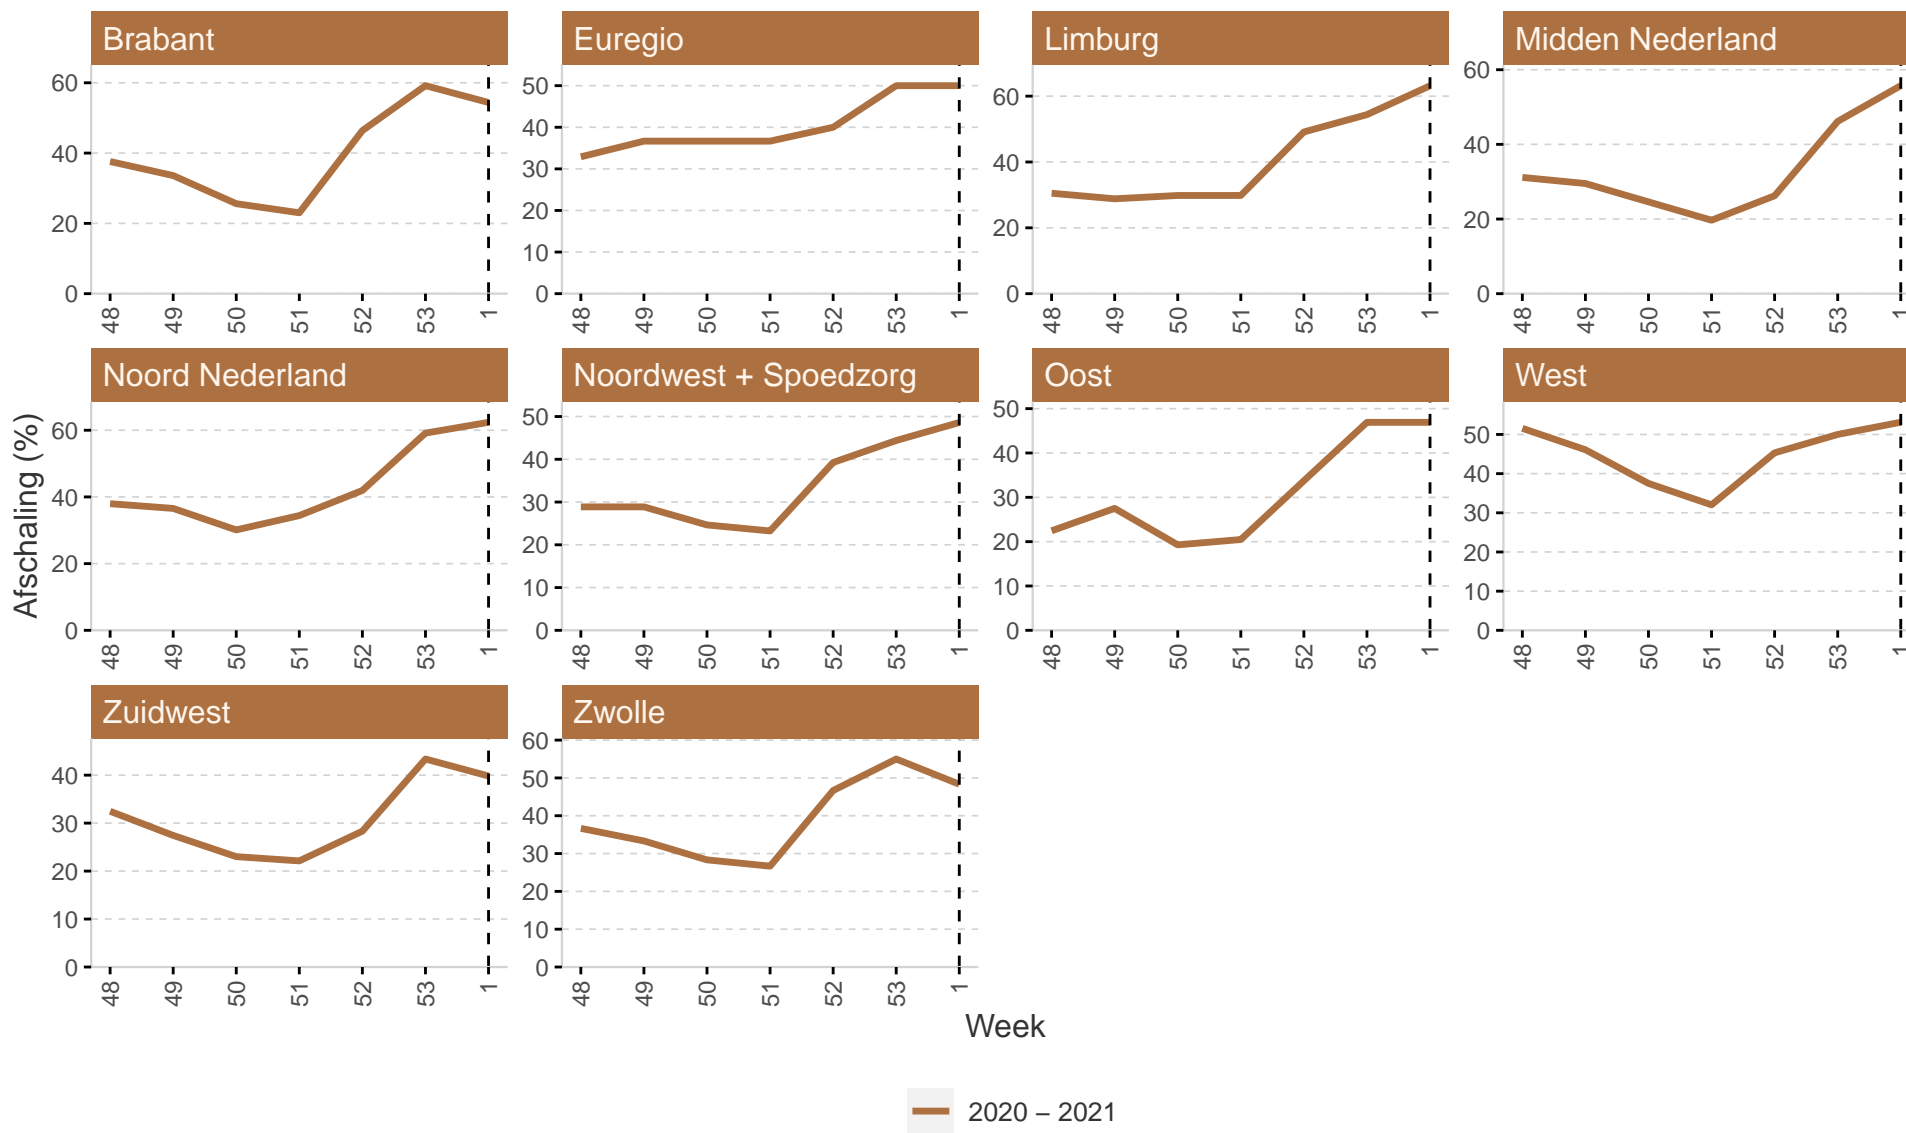 Brabant
Euregio
Limburg
Midden Nederland
60
40
20
0
50
40
30
20
10
0
60
40
20
0
60
40
20
0
48 49 50 51 52 53 1
48 49 50 51 52 53 1
48 49 50 51 52 53 1
48 49 50 51 52 53 1
Noord Nederland
Noordwest + Spoedzorg
Oost
West
Afschaling (%)
60
40
20
0
50
40
30
20
10
0
50
40
30
20
10
0
50
40
30
20
10
0
48 49 50 51 52 53 1
48 49 50 51 52 53 1
48 49 50 51 52 53 1
48 49 50 51 52 53 1
Zuidwest
Zwolle
40
30
20
10
0
60
50
40
30
20
10
0
48 49 50 51 52 53 1
48 49 50 51 52 53 1
Week
2020 – 2021